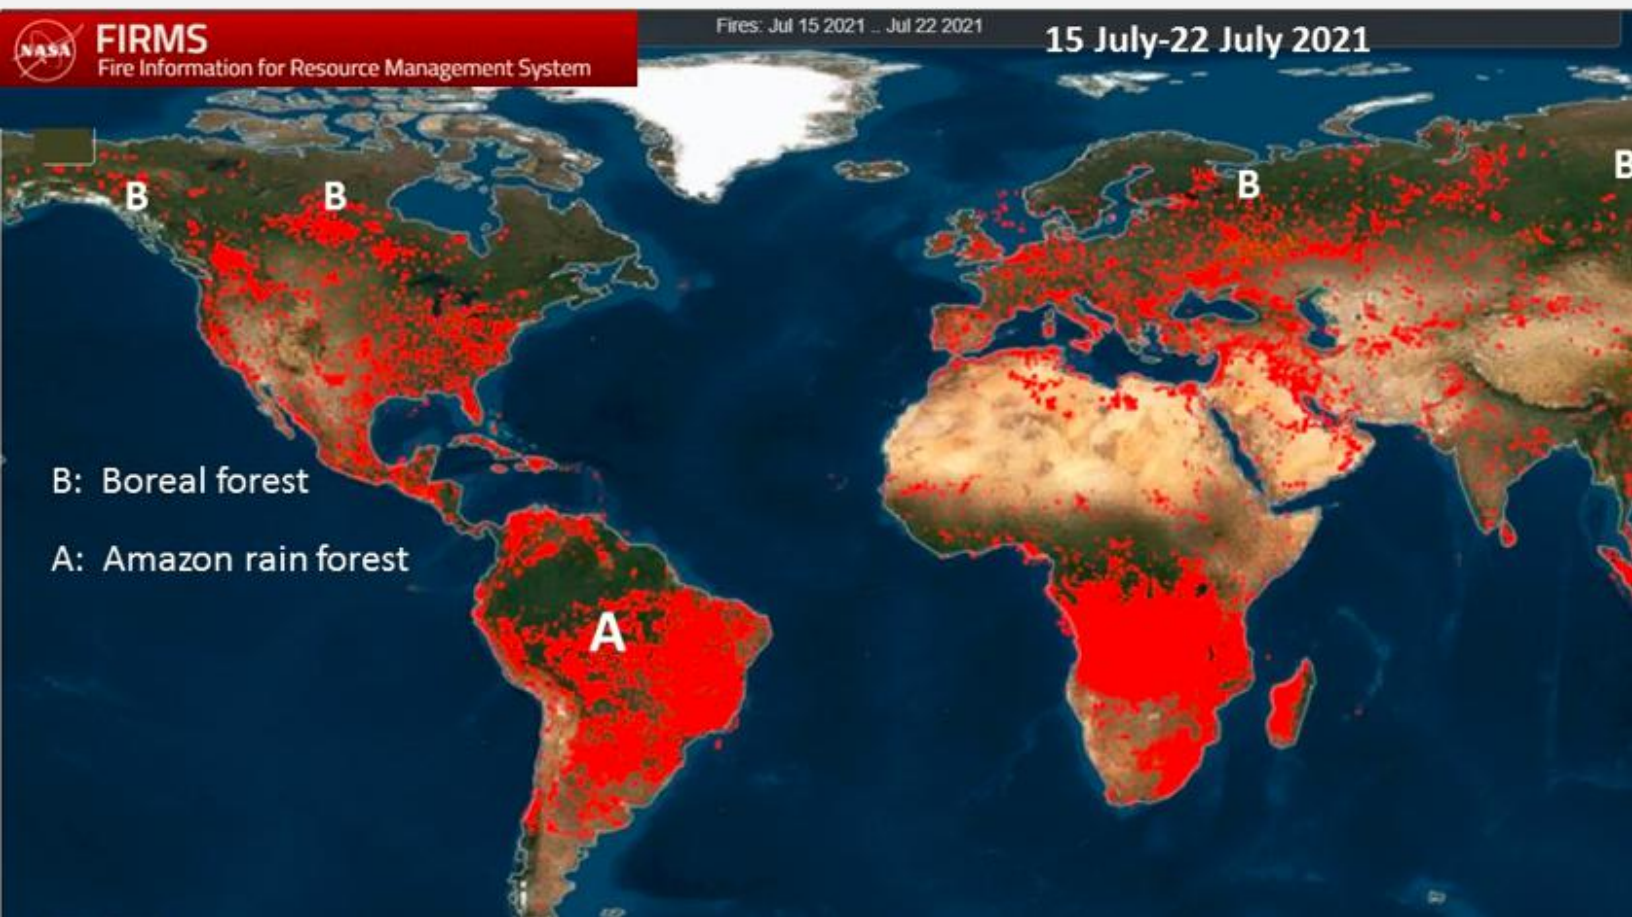 NASA
FIRMS
Fire Information for Resource Management System
Fires: Jul 15 2021 .. Jul 22 2021
15 July-22 July 2021
B
B
B
B
B: Boreal forest
A: Amazon rain forest
A